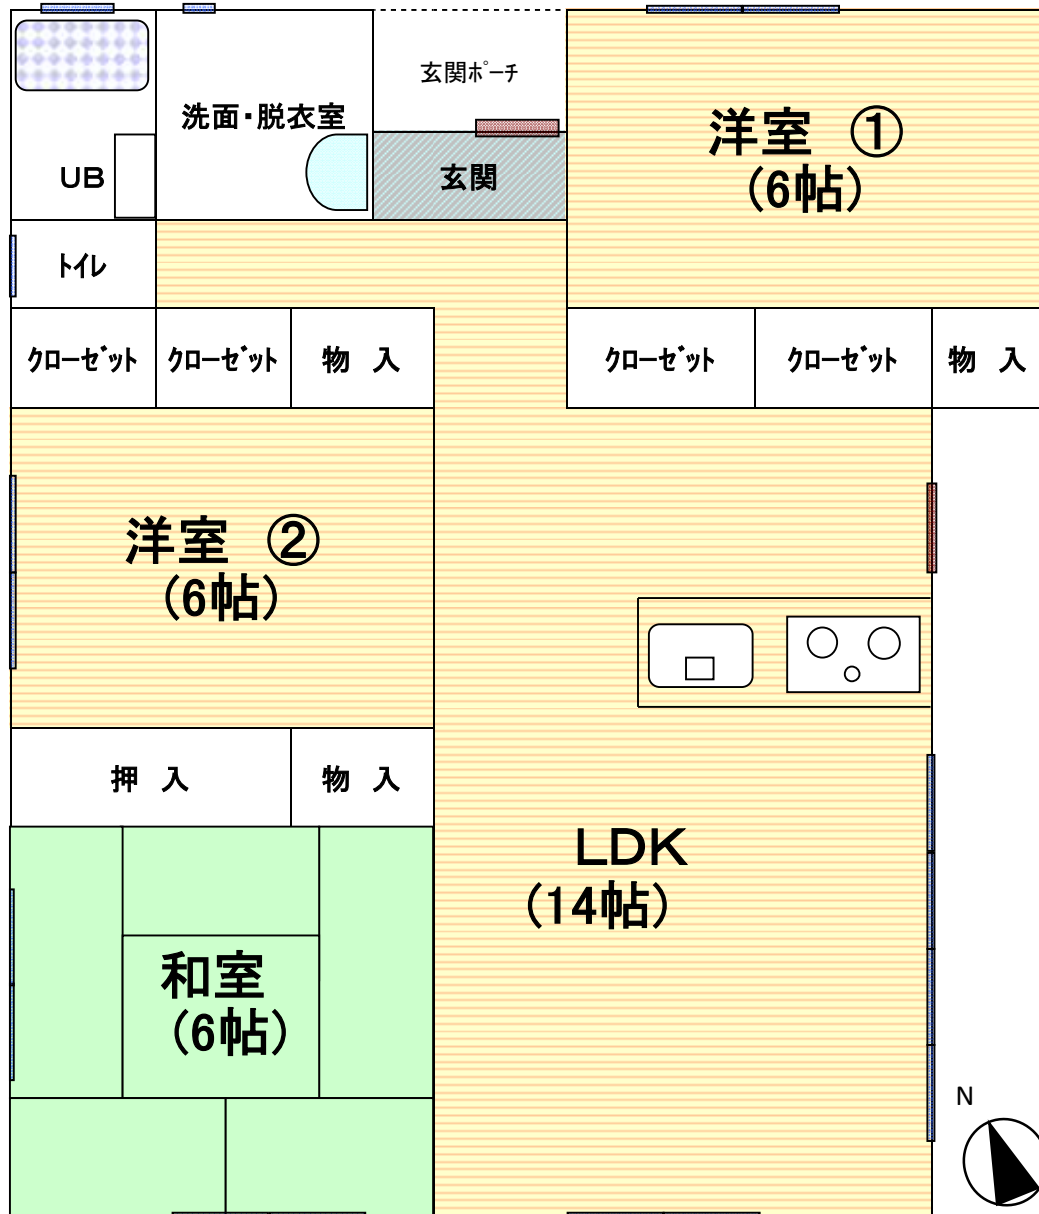 玄関ポーチ
洗面・脱衣室
洋室 ①
(6帖)
UB
玄関
トイレ
クローゼット
クローゼット
物 入
クローゼット
クローゼット
物 入
洋室 ②
(6帖)
押 入
物 入
LDK
(14帖)
和室
(6帖)
N